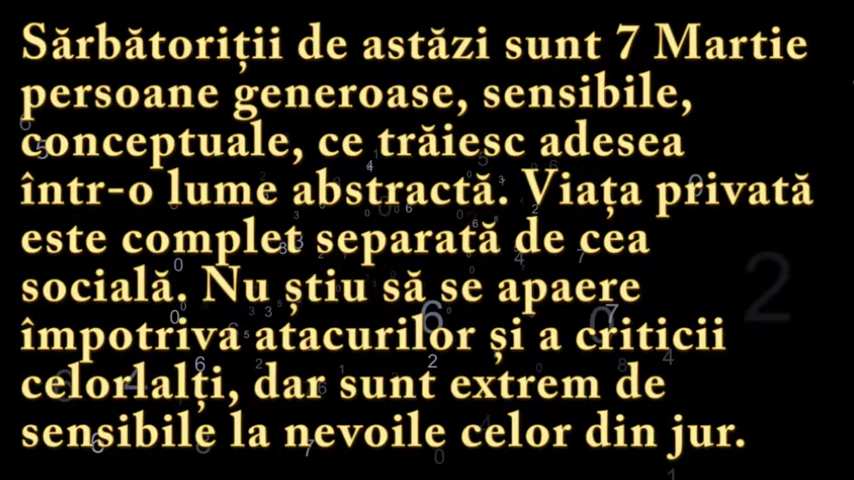 Sărbătoriții de astăzi sunt 7 Martie
persoane generoase, sensibile,
conceptuale, ce trăiesc adesea
într-o lume abstractă. Viața privată
este complet separată de cea
socială. Nu știu să se apaere
împotriva atacurilor și a criticii
celorlalți, dar sunt extrem de
sensibile la nevoile celor din jur.